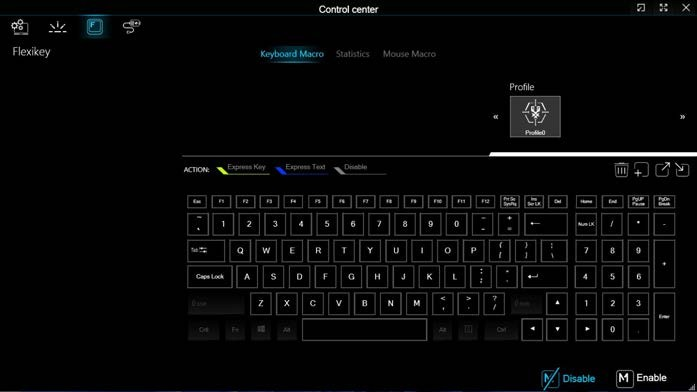 Control center
Flexikey
Keyboard Macro Statistics Mouse Macro
Profile
« »
Profile0
ACTION: Express Key Express Text Disable
Esc F1 F2 F3 F4 F5 F6 F7 F8 F9 F10 F11 F12 Prt Sc SysRq Ins Scr LK Del Home End PgUP Pause PgDn Break
~ ` 1 2 3 4 5 6 7 8 9 0 - + = ← Num LK / * -
Tab Q W E R T Y U I O P { [ } ] | \ 7 8 9 +
Caps Lock A S D F G H J K L : ; " ' 4 5 6
Z X C V B N M < , > . ? / ▲ 1 2 3 Enter
Ctrl Fn Alt Alt Ctrl ◄ ▼ ► 0 .
M Disable M Enable